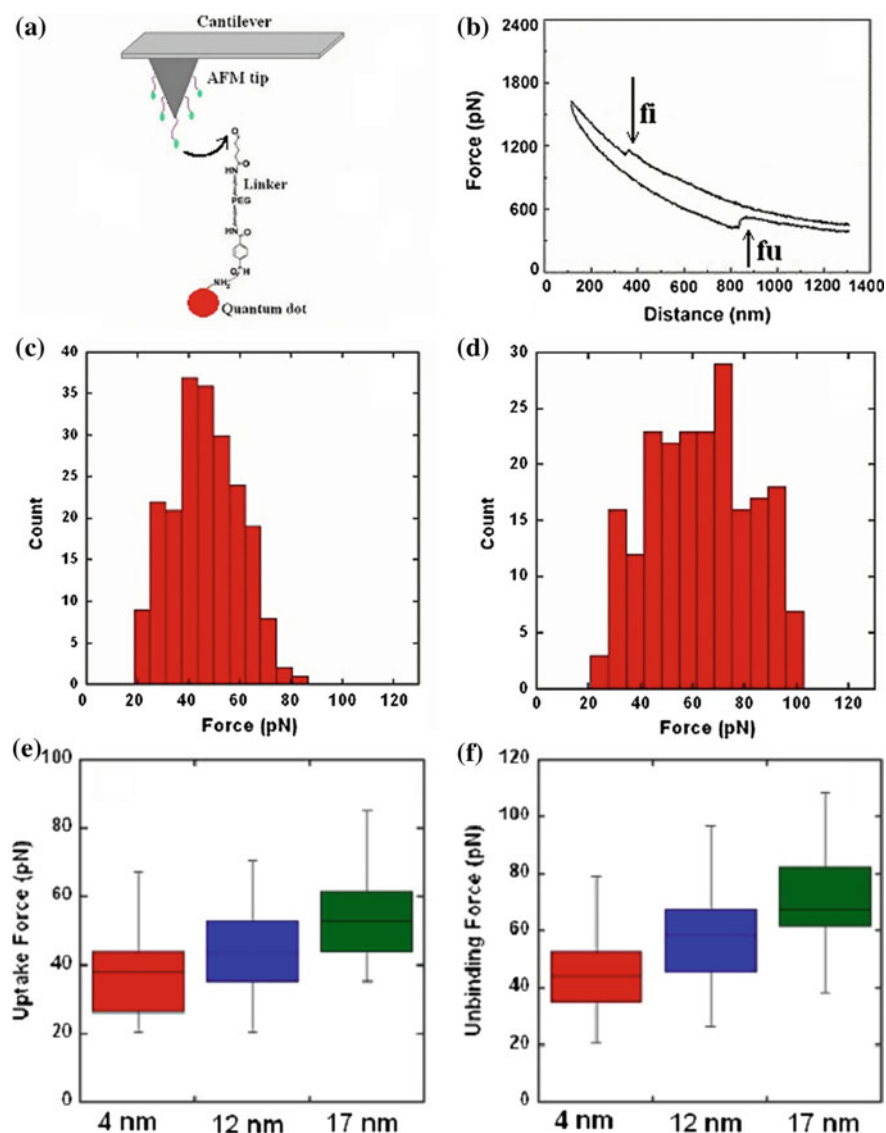 (a)
Cantilever
AFM tip
O
O
HN
Linker
PEG
HN
O
O
H
NH2
Quantum dot
(b)
2400
1800
1200
600
0
Force (pN)
fi
fu
0 200 400 600 800 1000 1200 1400
Distance (nm)
(c)
40
35
30
25
20
15
10
5
0
Count
0 20 40 60 80 100 120
Force (pN)
(d)
30
25
20
15
10
5
0
Count
0 20 40 60 80 100 120
Force (pN)
(e)
100
80
60
40
20
0
Uptake Force (pN)
4 nm 12 nm 17 nm
(f)
120
100
80
60
40
20
0
Unbinding Force (pN)
4 nm 12 nm 17 nm